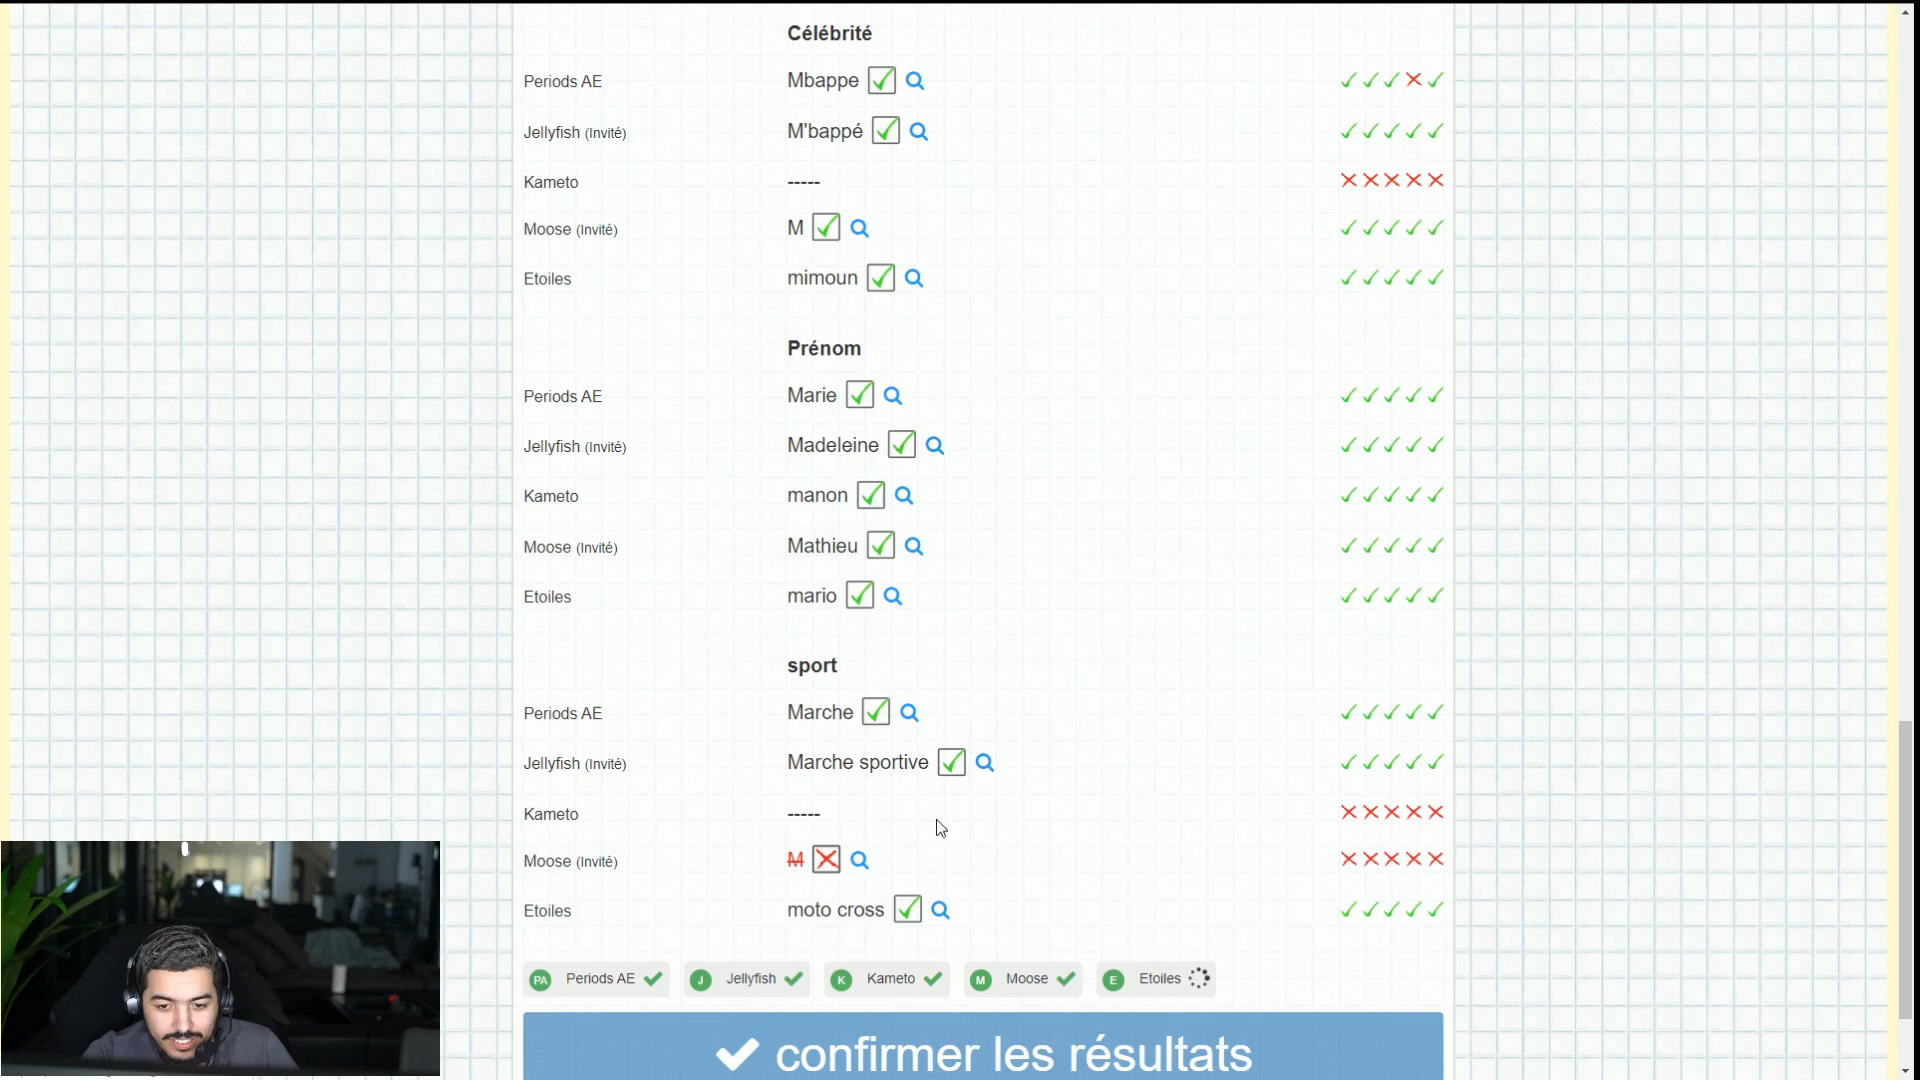 Célébrité
Periods AE Mbappe
Jellyfish (Invité) M'bappé
Kameto -----
Moose (Invité) M
Etoiles mimoun
Prénom
Periods AE Marie
Jellyfish (Invité) Madeleine
Kameto manon
Moose (Invité) Mathieu
Etoiles mario
sport
Periods AE Marche
Jellyfish (Invité) Marche sportive
Kameto -----
Moose (Invité) M
Etoiles moto cross
PA Periods AE J Jellyfish K Kameto M Moose E Etoiles
confirmer les résultats